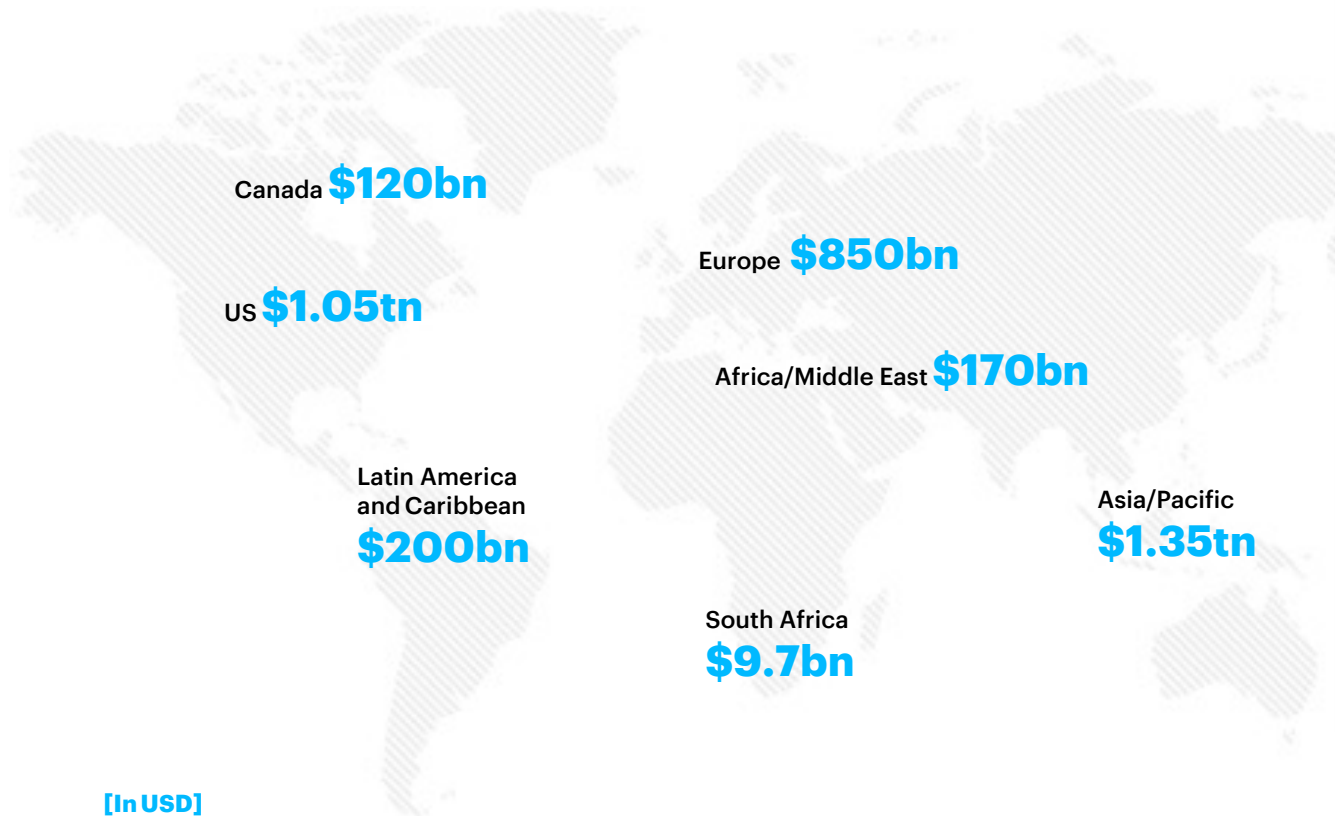 Canada $120bn
Europe $850bn
US $1.05tn
Africa/Middle East $170bn
Latin America
and Caribbean
$200bn
Asia/Pacific
$1.35tn
South Africa
$9.7bn
[In USD]